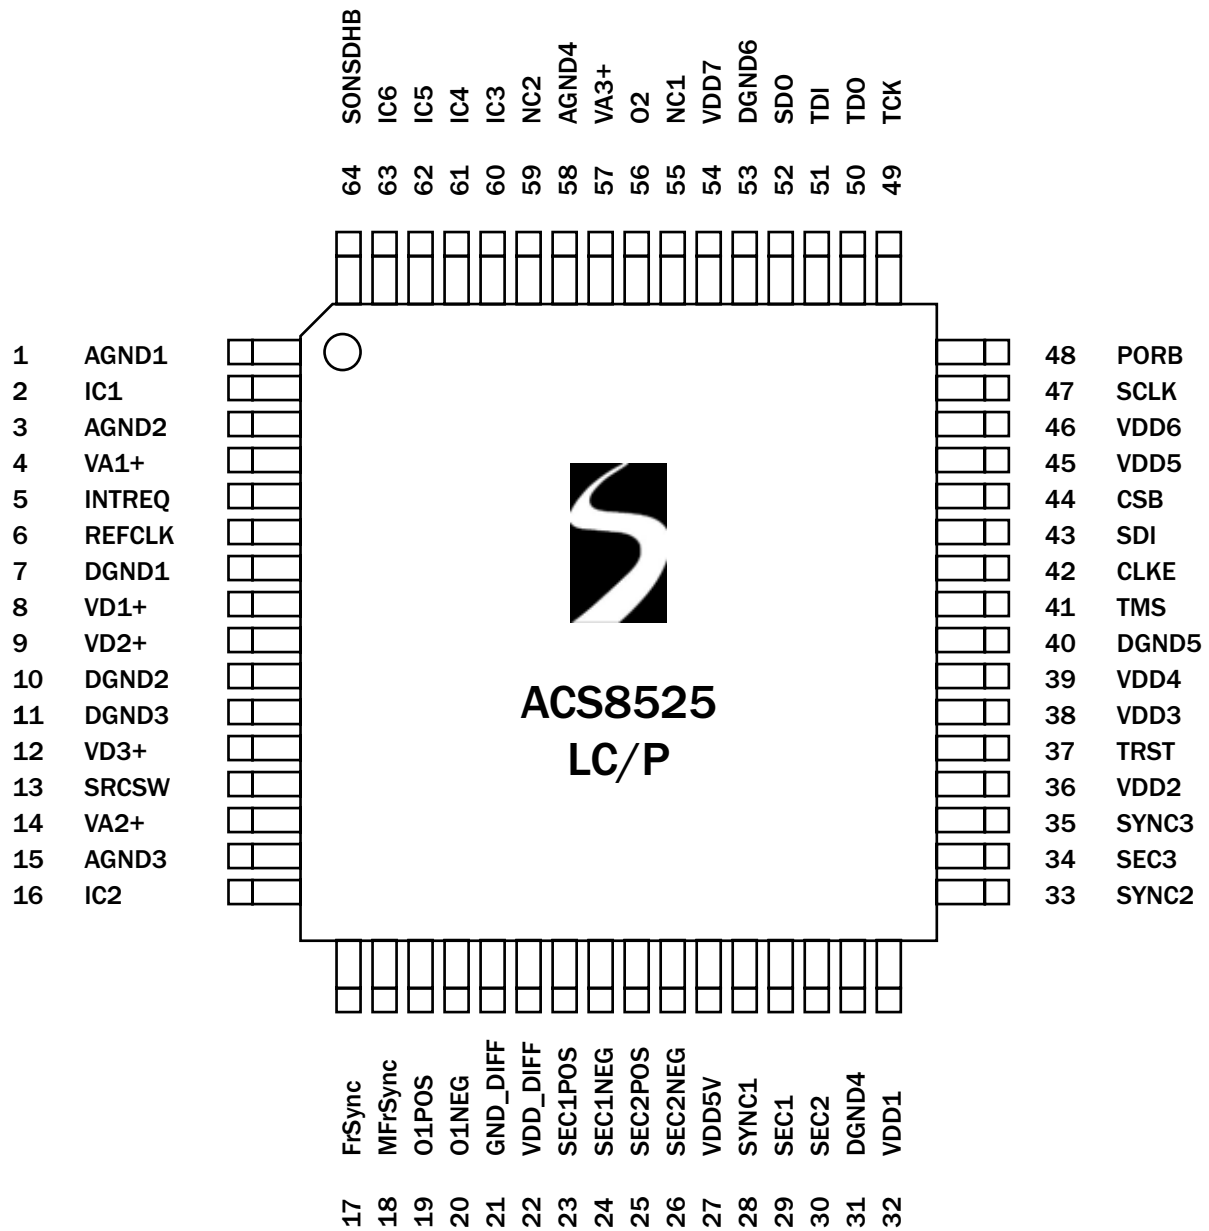 SONSDHB
IC6
IC5
IC4
IC3
NC2
AGND4
VA3+
O2
NC1
VDD7
DGND6
SDO
TDI
TDO
TCK
64
63
62
61
60
59
58
57
56
55
54
53
52
51
50
49
1 AGND1
2 IC1
3 AGND2
4 VA1+
5 INTREQ
6 REFCLK
7 DGND1
8 VD1+
9 VD2+
10 DGND2
11 DGND3
12 VD3+
13 SRCSW
14 VA2+
15 AGND3
16 IC2
ACS8525
LC/P
48 PORB
47 SCLK
46 VDD6
45 VDD5
44 CSB
43 SDI
42 CLKE
41 TMS
40 DGND5
39 VDD4
38 VDD3
37 TRST
36 VDD2
35 SYNC3
34 SEC3
33 SYNC2
FrSync
MFrSync
O1POS
O1NEG
GND_DIFF
VDD_DIFF
SEC1POS
SEC1NEG
SEC2POS
SEC2NEG
VDD5V
SYNC1
SEC1
SEC2
DGND4
VDD1
17
18
19
20
21
22
23
24
25
26
27
28
29
30
31
32